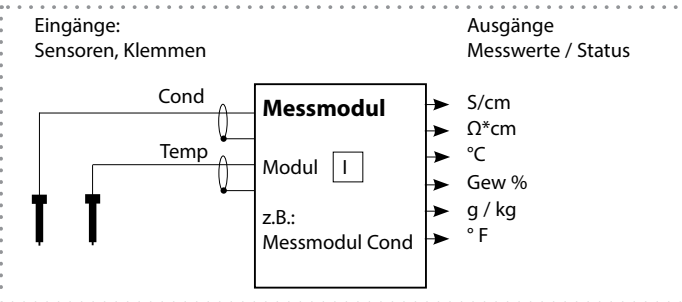 Eingänge:
Sensoren, Klemmen
Ausgänge
Messwerte / Status
Cond
Temp
Messmodul
Modul I
z.B.:
Messmodul Cond
S/cm
Ω*cm
°C
Gew %
g / kg
° F